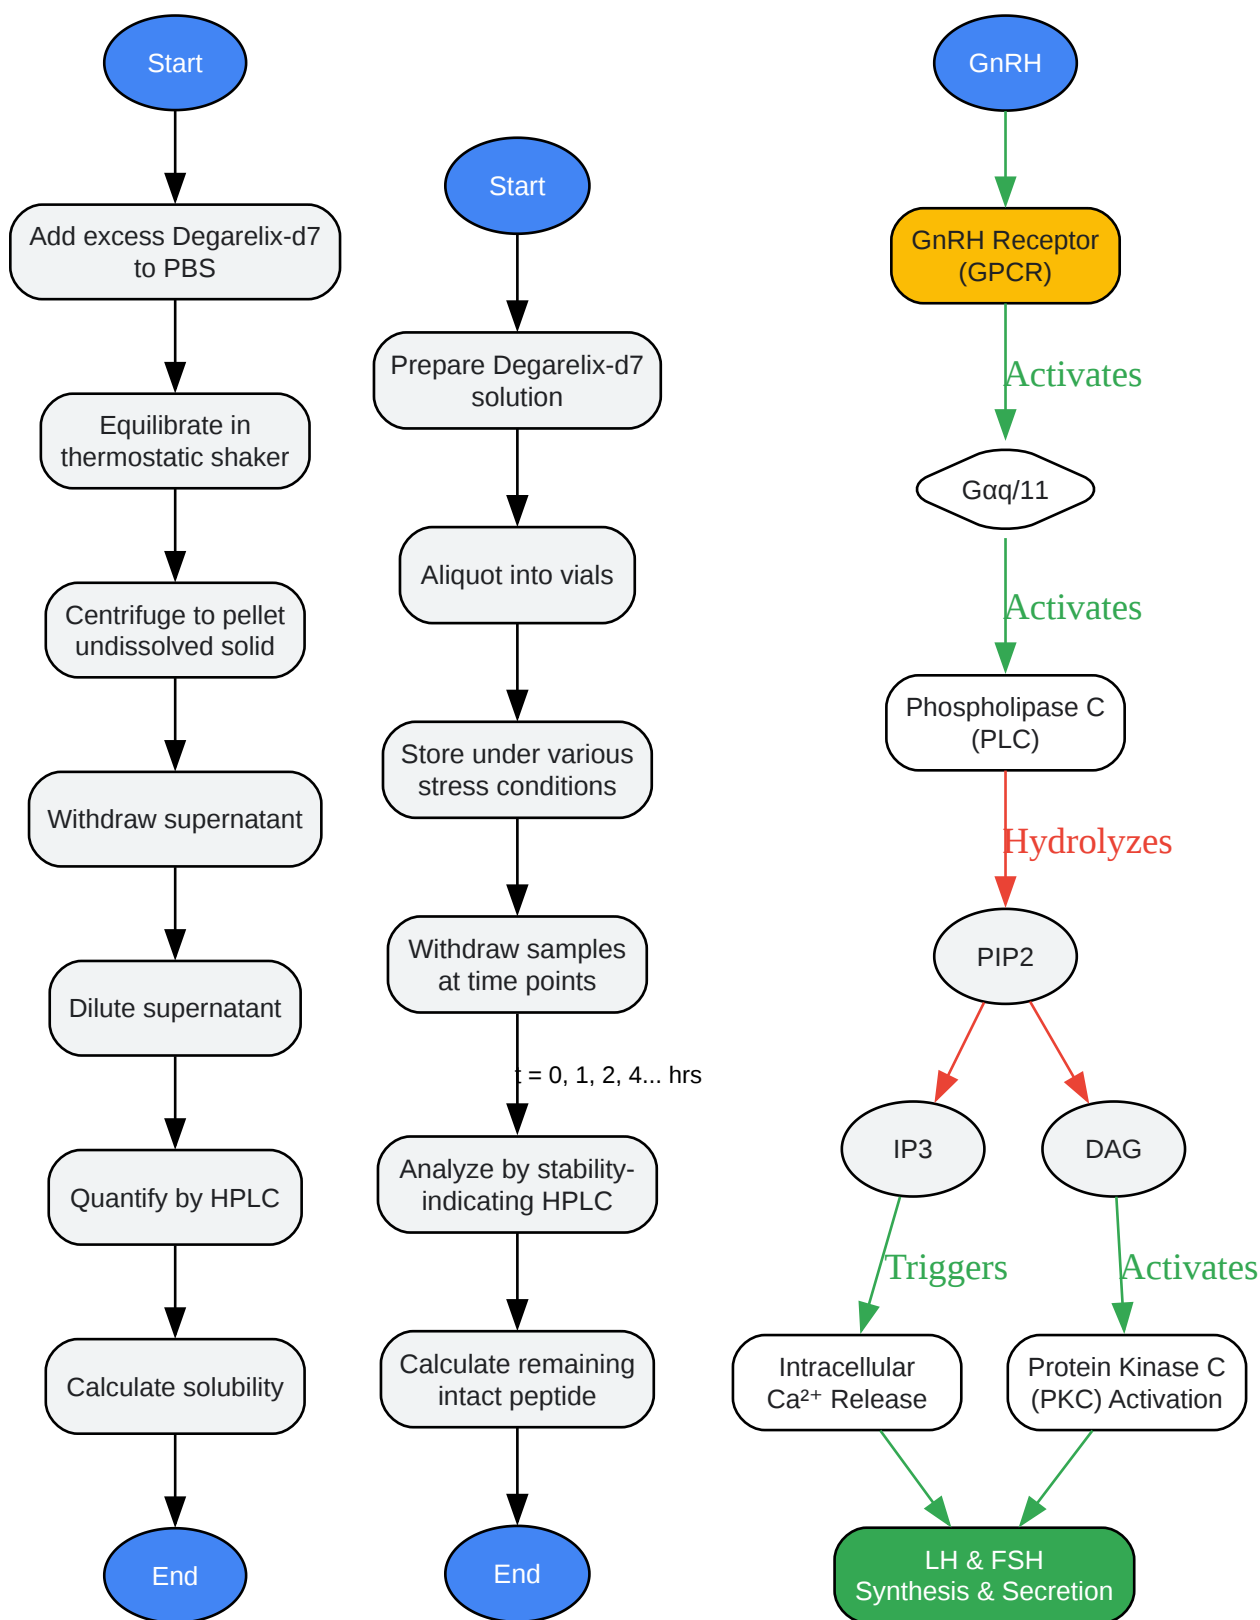 Start
Add excess Degarelix-d7
to PBS
Equilibrate in
thermostatic shaker
Centrifuge to pellet
undissolved solid
Withdraw supernatant
Dilute supernatant
Quantify by HPLC
Calculate solubility
End
Start
Prepare Degarelix-d7
solution
Aliquot into vials
Store under various
stress conditions
Withdraw samples
at time points
t = 0, 1, 2, 4... hrs
Analyze by stability-
indicating HPLC
Calculate remaining
intact peptide
End
GnRH
GnRH Receptor
(GPCR)
Activates
Gαq/11
Activates
Phospholipase C
(PLC)
Hydrolyzes
PIP2
IP3
DAG
Triggers
Activates
Intracellular
Ca²⁺ Release
Protein Kinase C
(PKC) Activation
LH & FSH
Synthesis & Secretion